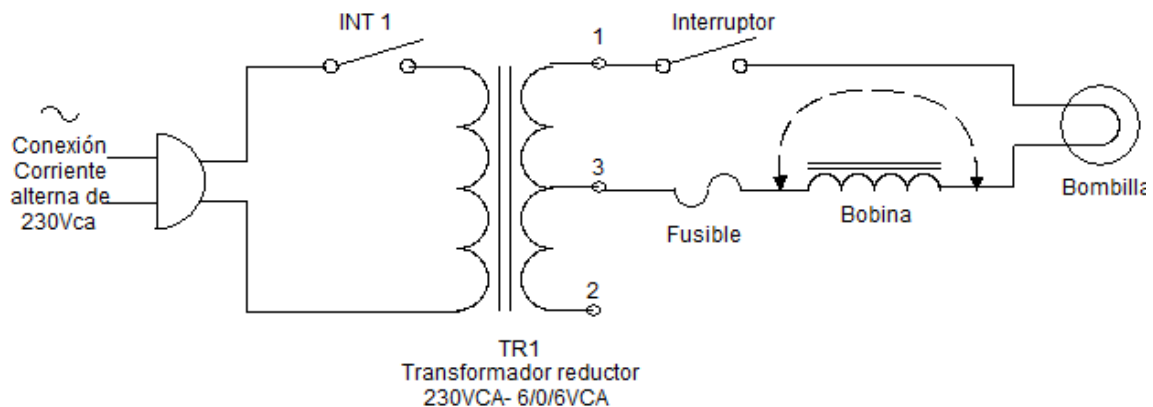 INT 1
1
Interruptor
Conexión
Corriente
alterna de
230Vca
3
Fusible
Bobina
Bombilla
2
TR1
Transformador reductor
230VCA- 6/0/6VCA